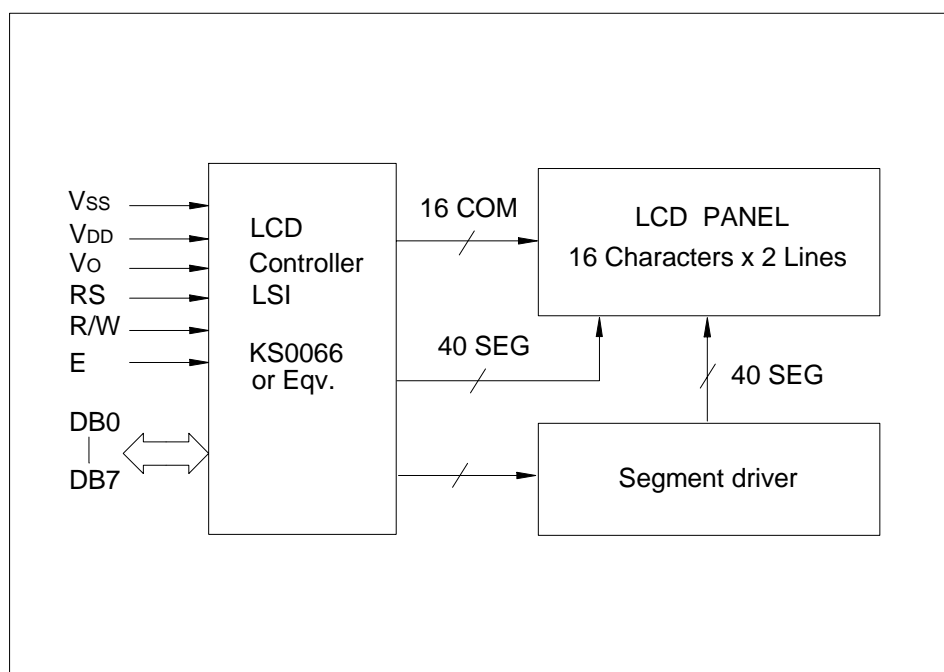 VSS
VDD
VO
RS
R/W
E
DB0
DB7
LCD
Controller
LSI
KS0066
or Eqv.
16 COM
40 SEG
LCD PANEL
16 Characters x 2 Lines
40 SEG
Segment driver